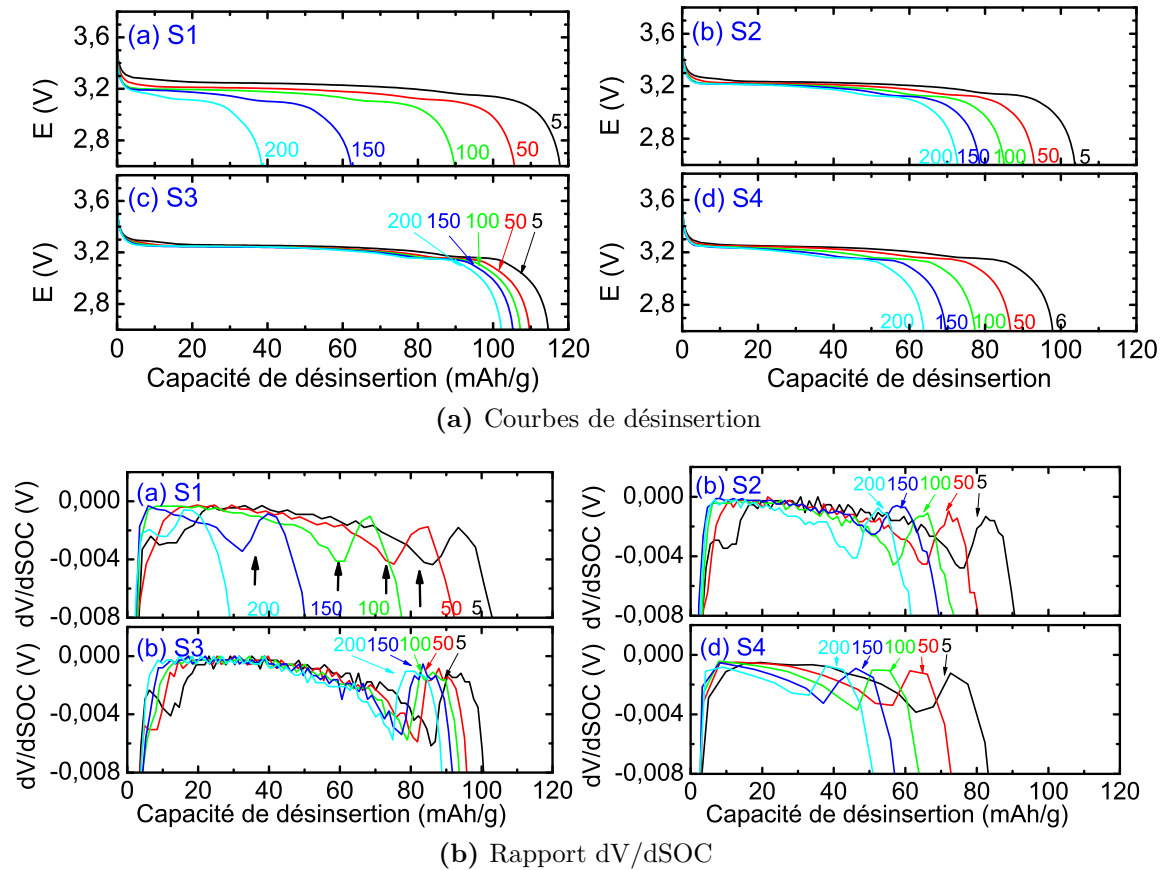 (a) S1
3,6
3,2
2,8
E (V)
200
150
100
50
5
(b) S2
3,6
3,2
2,8
E (V)
200 150 100 50 5
(c) S3
3,6
3,2
2,8
E (V)
200 150 100 50 5
0 20 40 60 80 100 120
Capacité de désinsertion (mAh/g)
(d) S4
3,6
3,2
2,8
E (V)
200 150 100 50 6
0 20 40 60 80 100 120
Capacité de désinsertion
(a) Courbes de désinsertion
(a) S1
0,000
-0,004
-0,008
dV/dSOC (V)
200 150 100 50 5
(b) S2
0,000
-0,004
-0,008
dV/dSOC (V)
200 150 100 50 5
(b) S3
0,000
-0,004
-0,008
dV/dSOC (V)
200 150 100 50 5
0 20 40 60 80 100 120
Capacité de désinsertion (mAh/g)
(d) S4
0,000
-0,004
-0,008
dV/dSOC (V)
200 150 100 50 5
0 20 40 60 80 100 120
Capacité de désinsertion (mAh/g)
(b) Rapport dV/dSOC